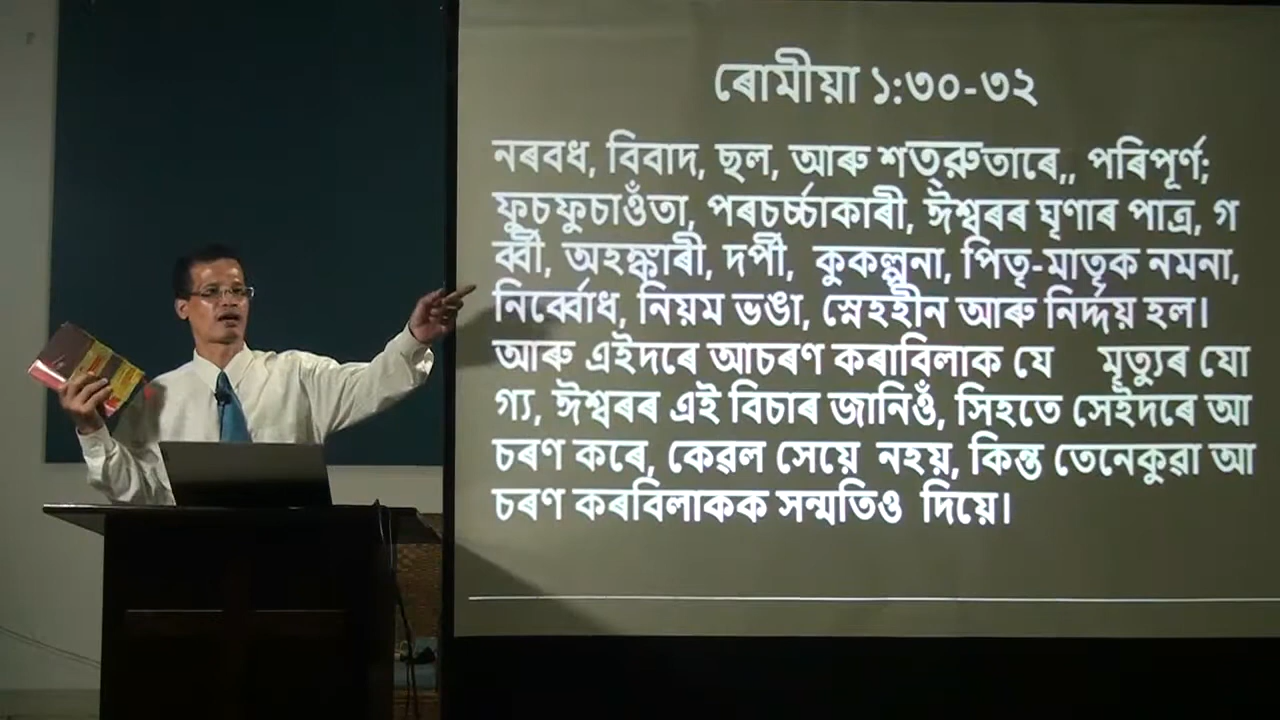 ৰোমীয়া ১:৩০-৩২
নৰবধ, বিবাদ, ছল, আৰু শত্ৰুতাৰে,, পৰিপূৰ্ণ;
ফুচফুচাওঁতা, পৰচৰ্চ্চাকাৰী, ঈশ্বৰৰ ঘৃণাৰ পাত্ৰ, গ
ৰ্ব্বী, অহঙ্কাৰী, দৰ্পী, কুকল্পনা, পিতৃ-মাতৃক নমনা,
নিৰ্ব্বোধ, নিয়ম ভঙা, স্নেহহীন আৰু নিৰ্দ্দয় হল।
আৰু এইদৰে আচৰণ কৰাবিলাক যে মৃত্যুৰ যো
গ্য, ঈশ্বৰৰ এই বিচাৰ জানিওঁ, সিহতে সেইদৰে আ
চৰণ কৰে, কেৱল সেয়ে নহয়, কিন্ত তেনেকুৱা আ
চৰণ কৰবিলাকক সন্মতিও দিয়ে।